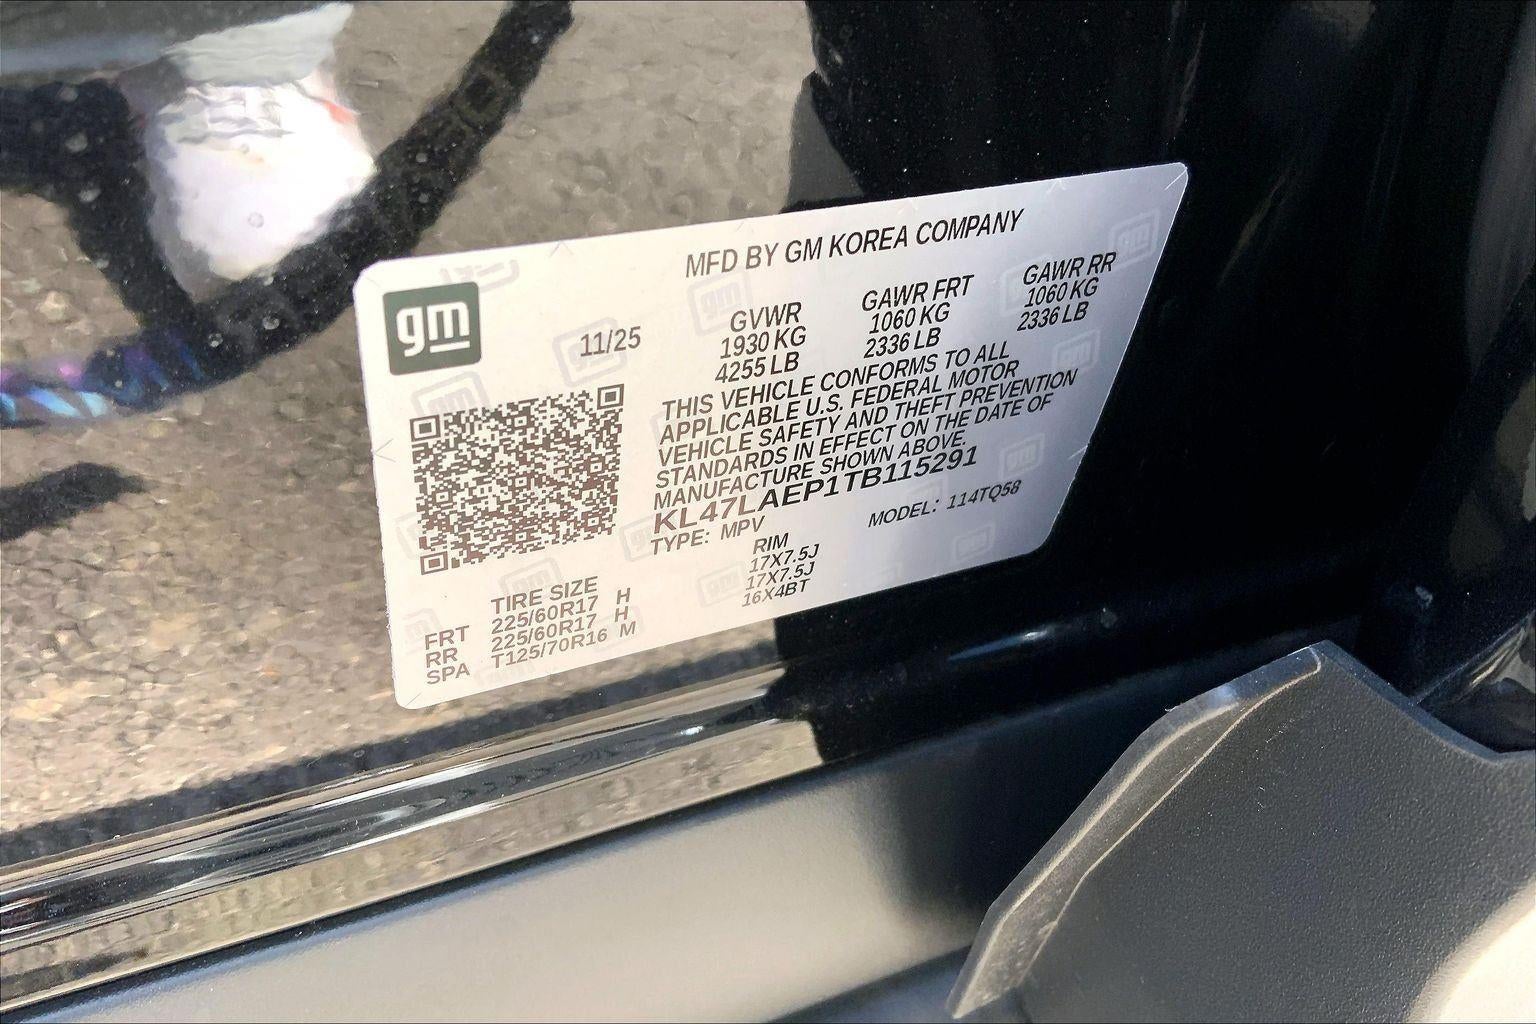 MFD BY GM KOREA COMPANY
gm
11/25
GVWR
1930 KG
4255 LB
GAWR FRT
1060 KG
2336 LB
GAWR RR
1060 KG
2336 LB
THIS VEHICLE CONFORMS TO ALL
APPLICABLE U.S. FEDERAL MOTOR
VEHICLE SAFETY AND THEFT PREVENTION
STANDARDS IN EFFECT ON THE DATE OF
MANUFACTURE SHOWN ABOVE.
KL47LAEP1TB115291
TYPE: MPV
MODEL: 114TQ58
TIRE SIZE
RIM
FRT 225/60R17 H 17X7.5J
RR 225/60R17 H 17X7.5J
SPA T125/70R16 M 16X4BT